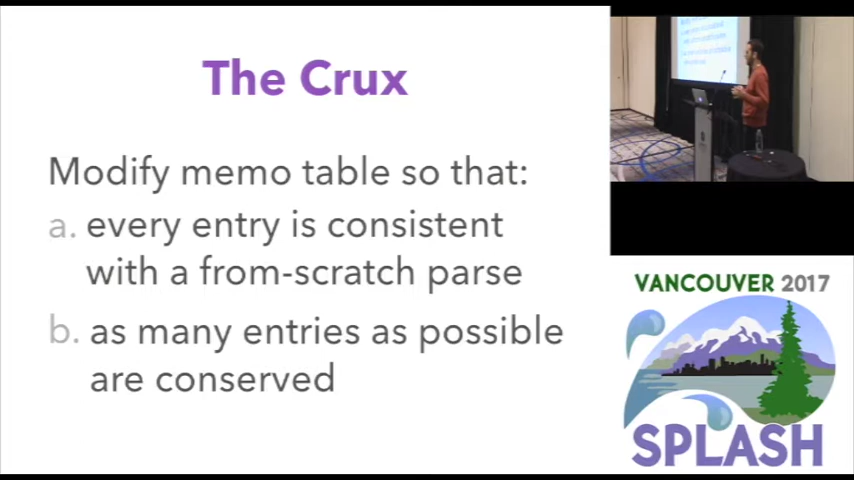 The Crux
Modify memo table so that:
a. every entry is consistent
with a from-scratch parse
b. as many entries as possible
are conserved
VANCOUVER 2017
SPLASH